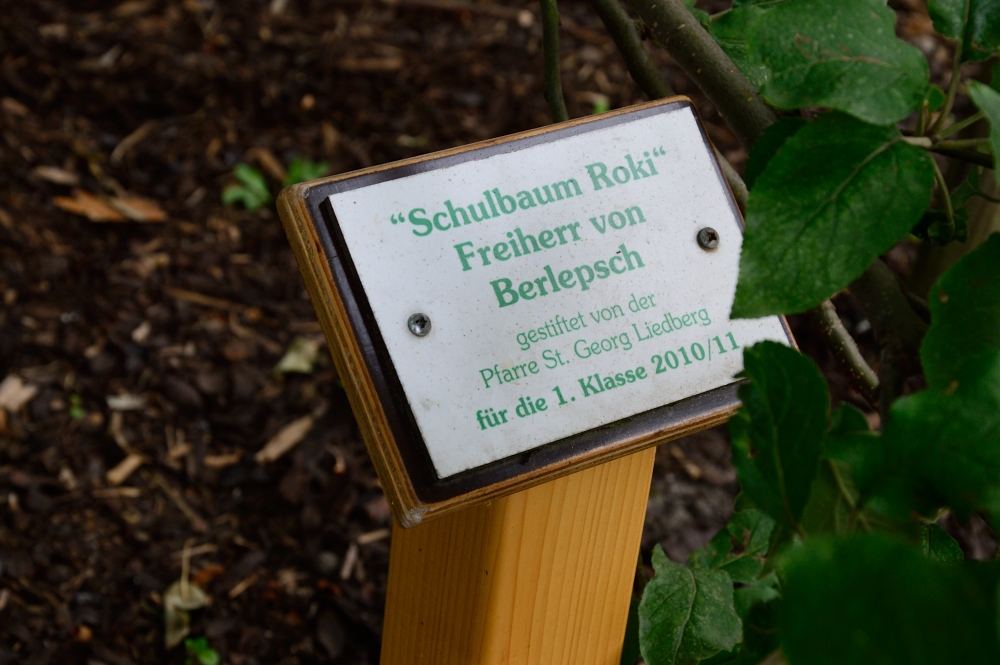 “Schulbaum Roki“
Freiherr von
Berlepsch
gestiftet von der
Pfarre St. Georg Liedberg
für die 1. Klasse 2010/11